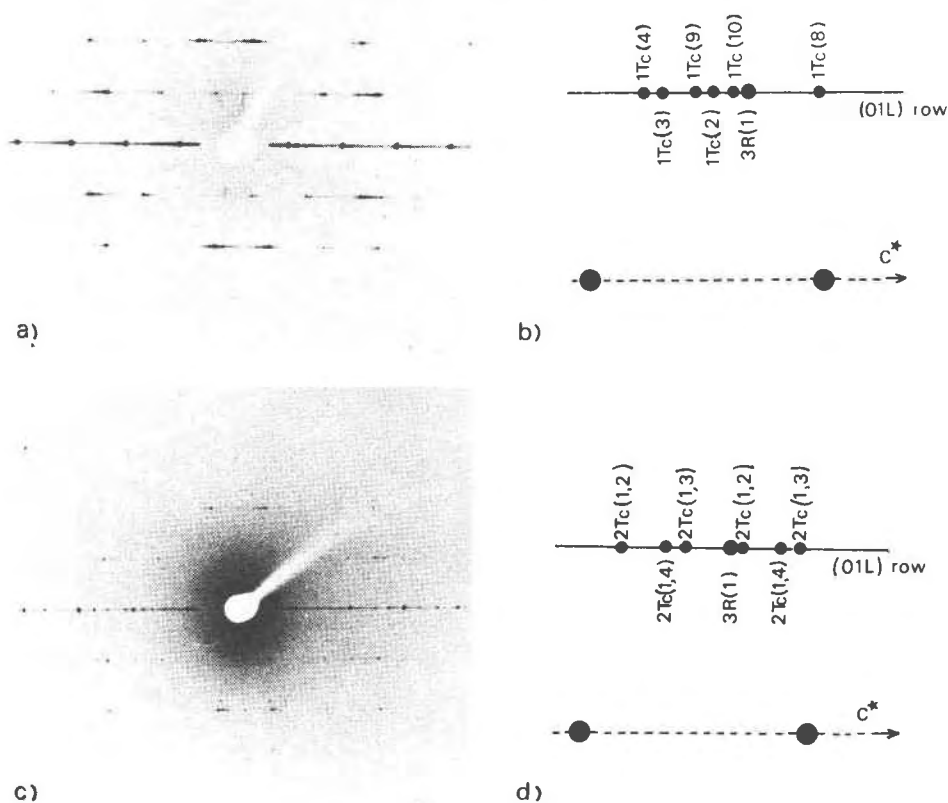 1Tc(4)
1Tc(9)
1Tc(10)
1Tc(8)
(01L) row
1Tc(3)
1Tc(2)
3R(1)
C*
a)
b)
2Tc(1,2)
2Tc(1,3)
2Tc(1,2)
2Tc(1,3)
(01L) row
2Tc(1,4)
3R(1)
2Tc(1,4)
C*
c)
d)